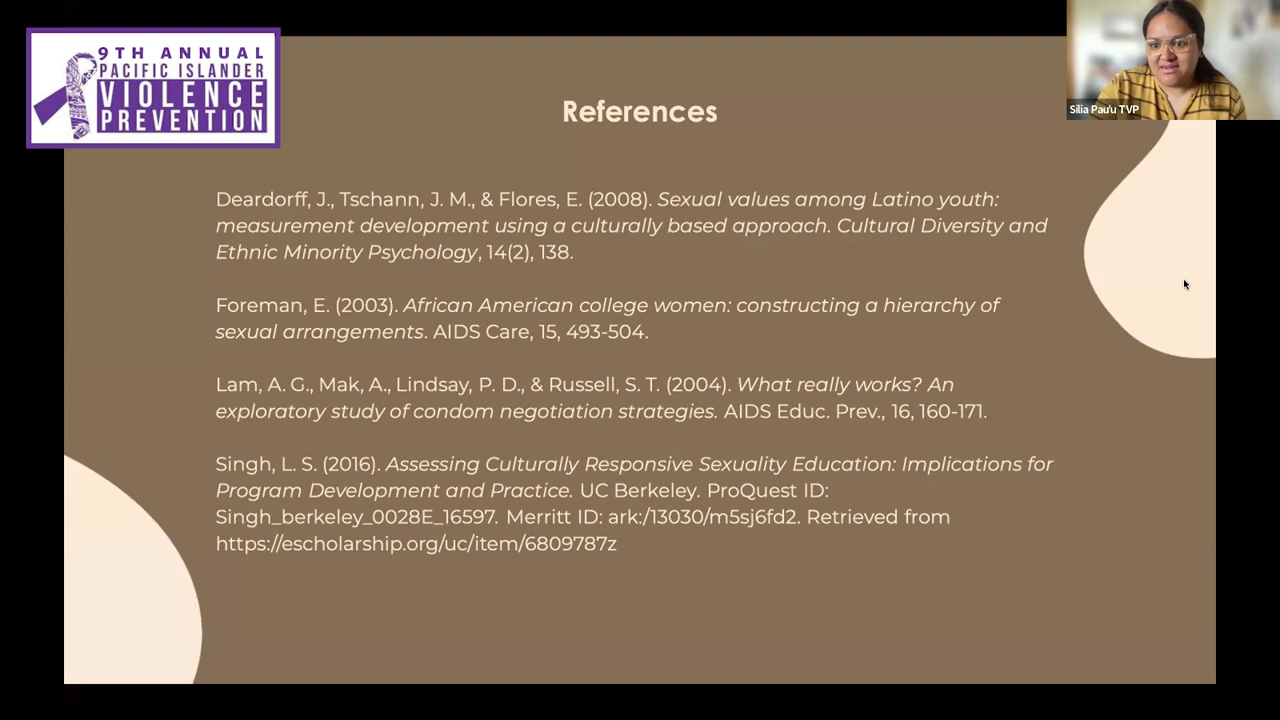 9TH ANNUAL
PACIFIC ISLANDER
VIOLENCE
PREVENTION
Silia Pau'u TVP
References
Deardorff, J., Tschann, J. M., & Flores, E. (2008). Sexual values among Latino youth:
measurement development using a culturally based approach. Cultural Diversity and
Ethnic Minority Psychology, 14(2), 138.
Foreman, E. (2003). African American college women: constructing a hierarchy of
sexual arrangements. AIDS Care, 15, 493-504.
Lam, A. G., Mak, A., Lindsay, P. D., & Russell, S. T. (2004). What really works? An
exploratory study of condom negotiation strategies. AIDS Educ. Prev., 16, 160-171.
Singh, L. S. (2016). Assessing Culturally Responsive Sexuality Education: Implications for
Program Development and Practice. UC Berkeley. ProQuest ID:
Singh_berkeley_0028E_16597. Merritt ID: ark:/13030/m5sj6fd2. Retrieved from
https://escholarship.org/uc/item/6809787z